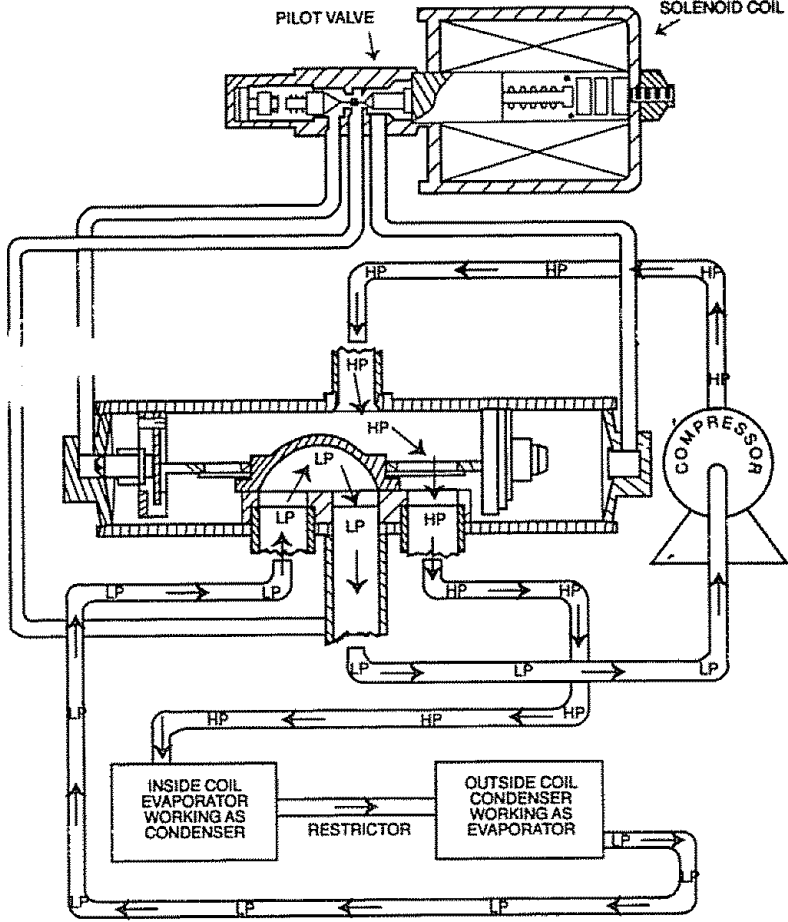 PILOT VALVE
SOLENOID COIL
HP
HP
HP
HP
HP
HP
COMPRESSOR
LP
LP
HP
LP
LP
LP
HP
HP
LP
LP
LP
LP
HP
HP
HP
INSIDE COIL
EVAPORATOR
WORKING AS
CONDENSER
RESTRICTOR
OUTSIDE COIL
CONDENSER
WORKING AS
EVAPORATOR
LP
LP
LP
LP
LP